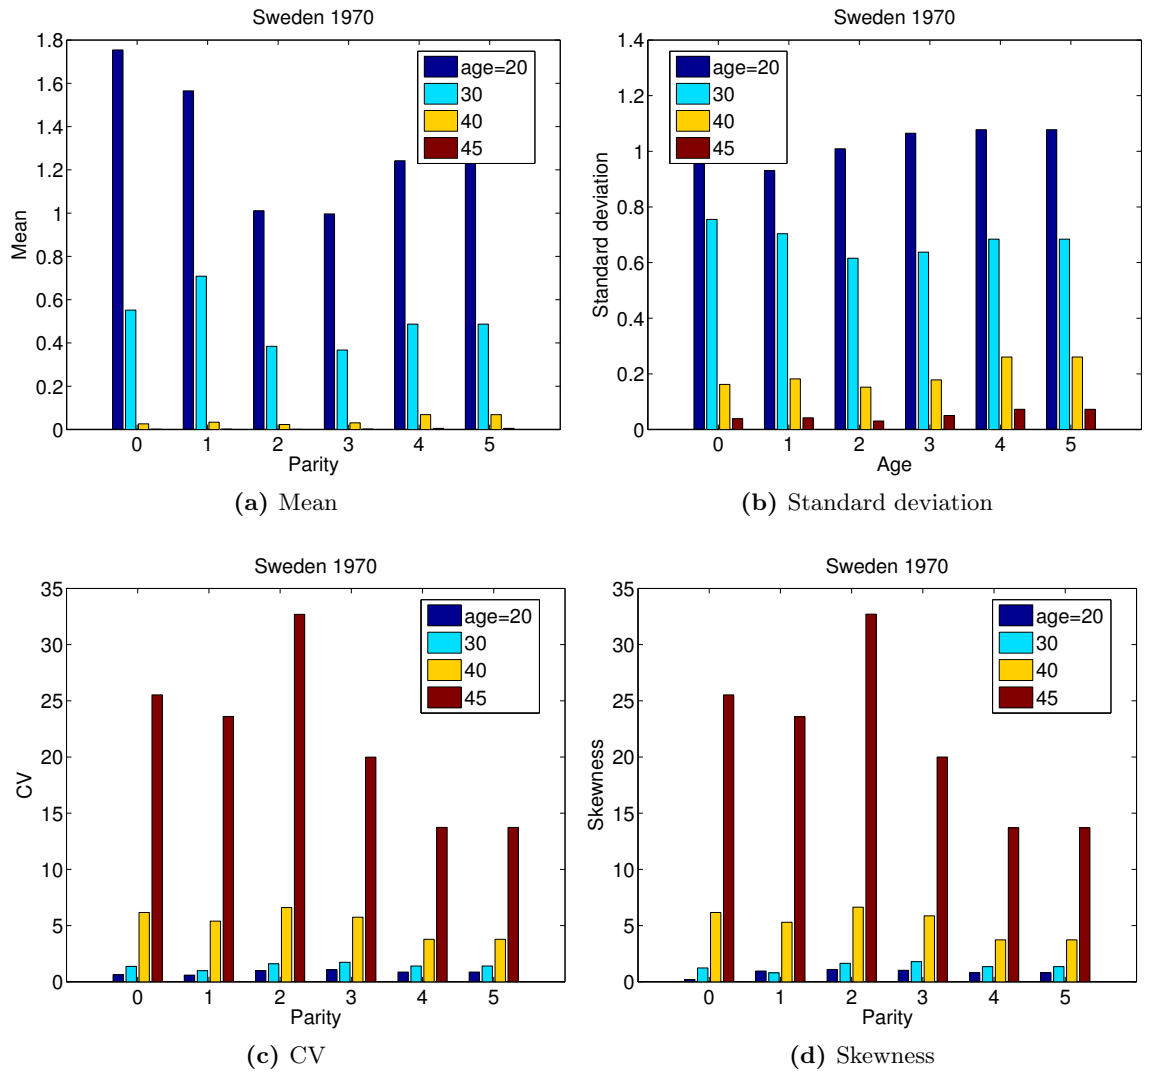 Sweden 1970
1.8
1.6
1.4
1.2
1
0.8
0.6
0.4
0.2
0
Mean
age=20
30
40
45
0 1 2 3 4 5
Parity
(a) Mean
Sweden 1970
1.4
1.2
1
0.8
0.6
0.4
0.2
0
Standard deviation
age=20
30
40
45
0 1 2 3 4 5
Age
(b) Standard deviation
Sweden 1970
35
30
25
20
15
10
5
0
CV
age=20
30
40
45
0 1 2 3 4 5
Parity
(c) CV
Sweden 1970
35
30
25
20
15
10
5
0
Skewness
age=20
30
40
45
0 1 2 3 4 5
Parity
(d) Skewness